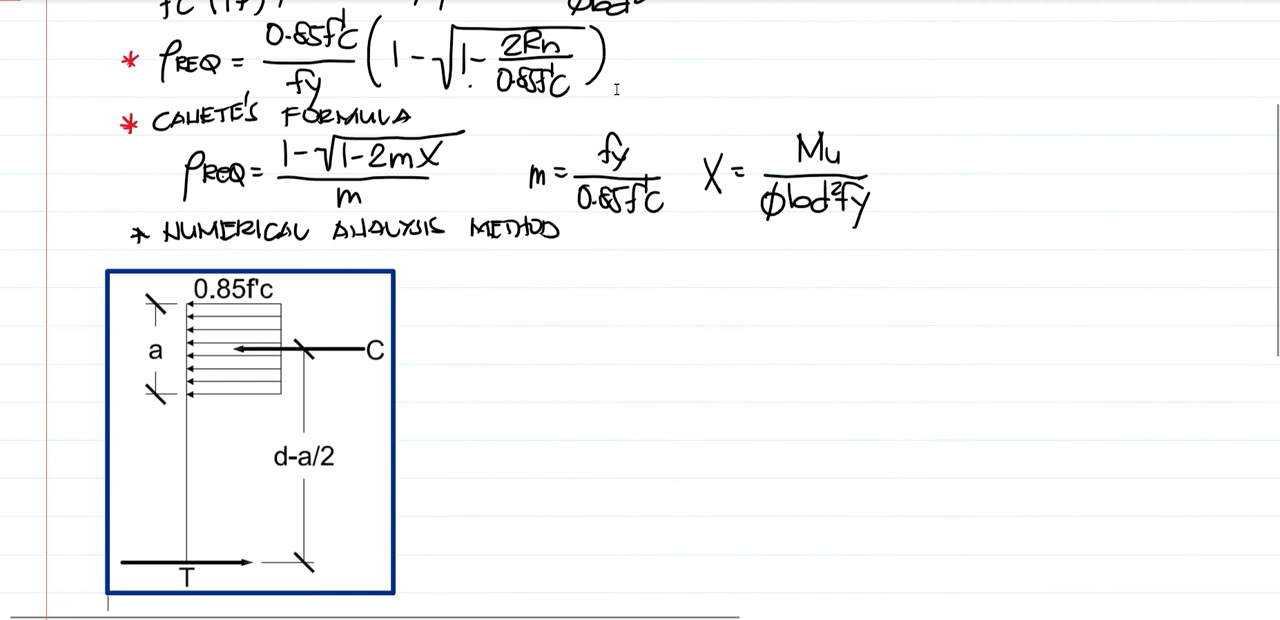 * ρREQ = 0.85f'c / fy (1 - √(1 - 2Rn / 0.85f'c))
* CAÑETE'S FORMULA
ρREQ = (1 - √(1 - 2mX)) / m m = fy / 0.85f'c X = Mu / ϕbd²fy
* NUMERICAL ANALYSIS METHOD
0.85f'c
a
C
d-a/2
T